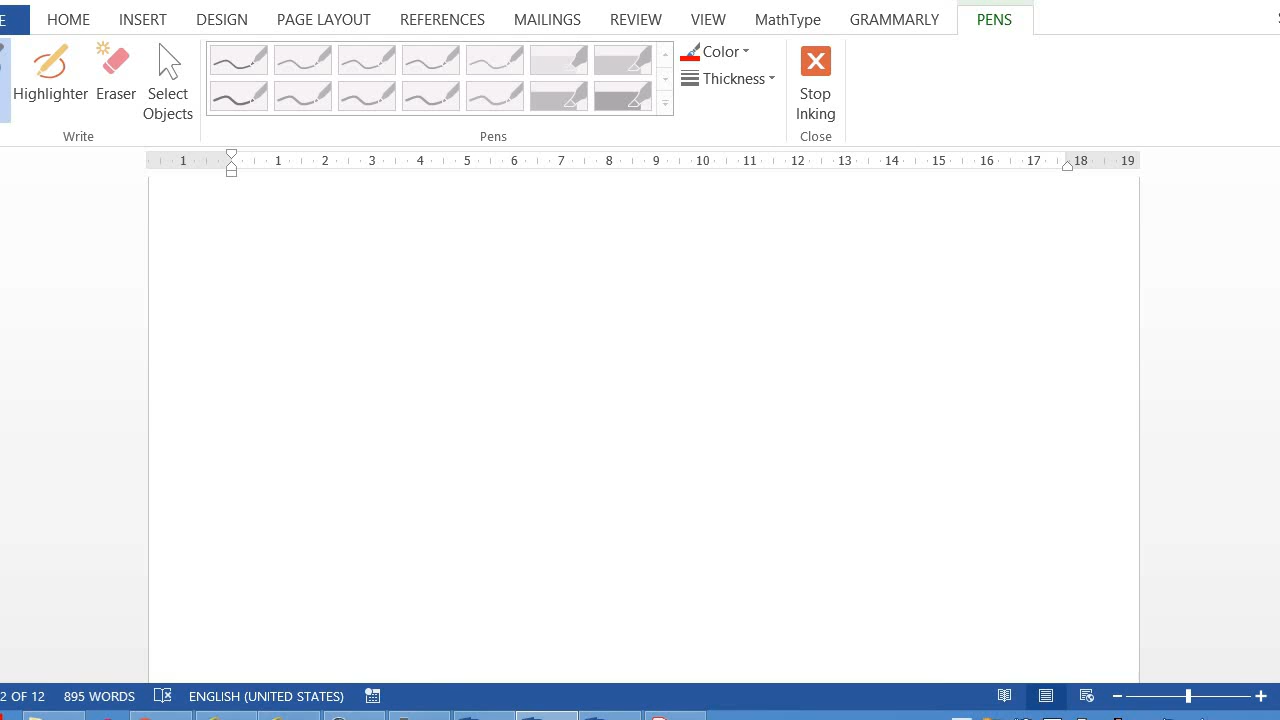 E HOME INSERT DESIGN PAGE LAYOUT REFERENCES MAILINGS REVIEW VIEW MathType GRAMMARLY PENS
Highlighter Eraser Select Objects
Color
Thickness
Stop Inking
Write Pens Close
1 1 2 3 4 5 6 7 8 9 10 11 12 13 14 15 16 17 18 19
2 OF 12 895 WORDS ENGLISH (UNITED STATES)